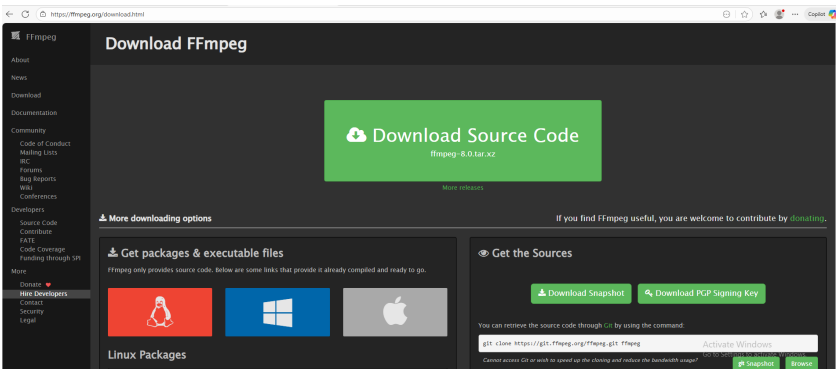 https://ffmpeg.org/download.html
Copilot
FFmpeg
About
News
Download
Documentation
Community
Code of Conduct
Mailing Lists
IRC
Forums
Bug Reports
Wiki
Conferences
Developers
Source Code
Contribute
FATE
Code Coverage
Funding through SPI
More
Donate
Hire Developers
Contact
Security
Legal
Download FFmpeg
Download Source Code
ffmpeg-8.0.tar.xz
More releases
More downloading options
If you find FFmpeg useful, you are welcome to contribute by donating.
Get packages & executable files
FFmpeg only provides source code. Below are some links that provide it already compiled and ready to go.
Linux Packages
Get the Sources
Download Snapshot
Download PGP Signing Key
You can retrieve the source code through Git by using the command:
git clone https://git.ffmpeg.org/ffmpeg.git ffmpeg
Cannot access Git or wish to speed up the cloning and reduce the bandwidth usage?
Snapshot
Browse
Activate Windows
Go to Settings to activate Windows.